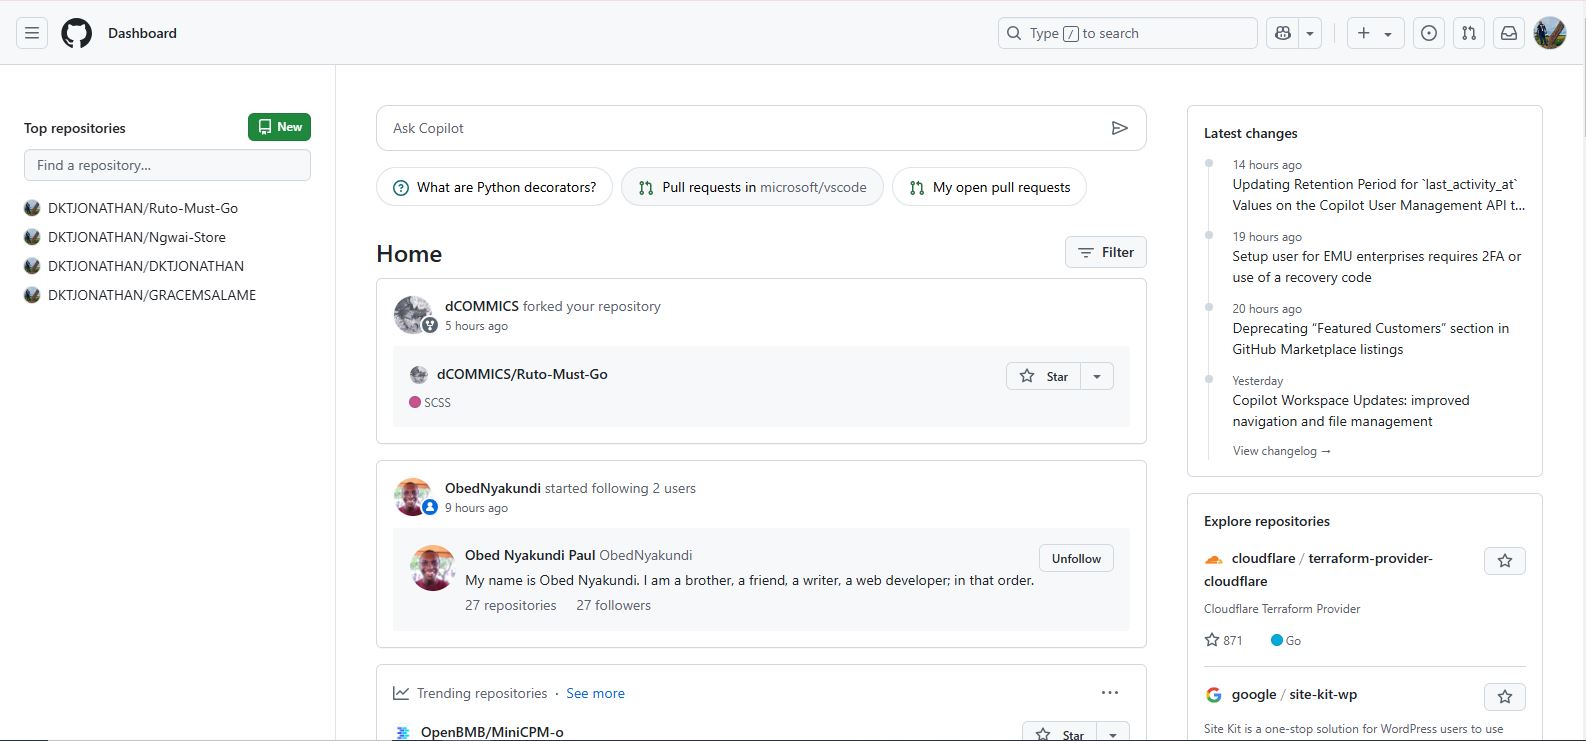 Dashboard
Type / to search
Top repositories
New
Find a repository...
DKTJONATHAN/Ruto-Must-Go
DKTJONATHAN/Ngwai-Store
DKTJONATHAN/DKTJONATHAN
DKTJONATHAN/GRACEMSALAME
Ask Copilot
What are Python decorators?
Pull requests in microsoft/vscode
My open pull requests
Home
Filter
dCOMMICS forked your repository
5 hours ago
dCOMMICS/Ruto-Must-Go
Star
SCSS
ObedNyakundi started following 2 users
9 hours ago
Obed Nyakundi Paul ObedNyakundi
Unfollow
My name is Obed Nyakundi. I am a brother, a friend, a writer, a web developer; in that order.
27 repositories 27 followers
Trending repositories · See more
OpenBMB/MiniCPM-o
Star
Latest changes
14 hours ago
Updating Retention Period for `last_activity_at`
Values on the Copilot User Management API t...
19 hours ago
Setup user for EMU enterprises requires 2FA or
use of a recovery code
20 hours ago
Deprecating “Featured Customers” section in
GitHub Marketplace listings
Yesterday
Copilot Workspace Updates: improved
navigation and file management
View changelog →
Explore repositories
cloudflare / terraform-provider-
cloudflare
Cloudflare Terraform Provider
871 Go
google / site-kit-wp
Site Kit is a one-stop solution for WordPress users to use